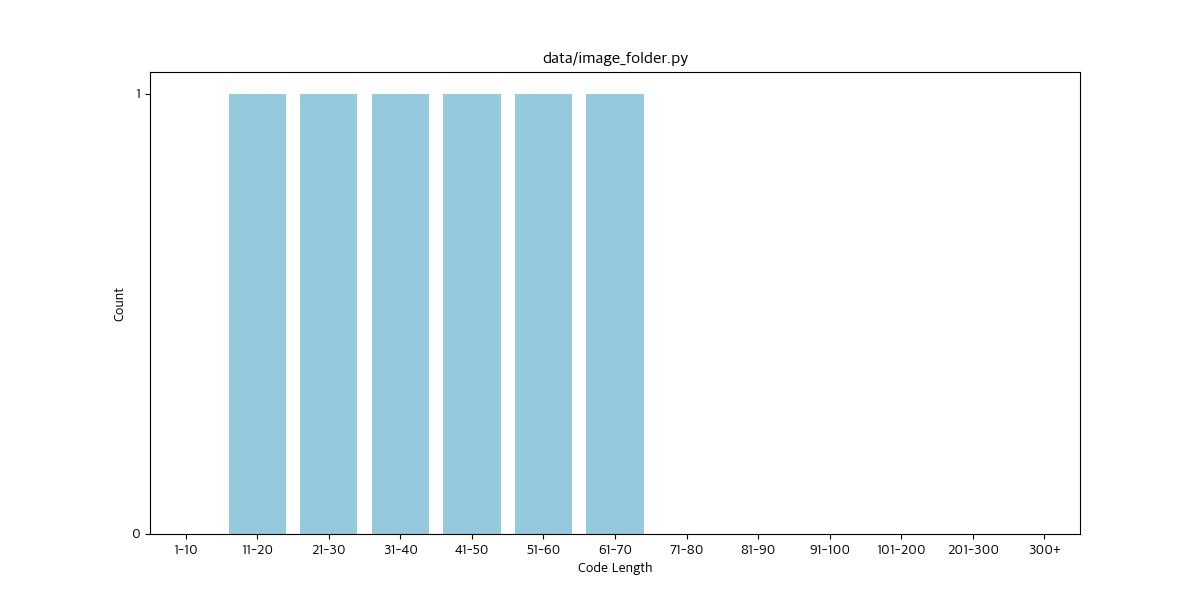 data/image_folder.py
1
0
Count
1-10 11-20 21-30 31-40 41-50 51-60 61-70 71-80 81-90 91-100 101-200 201-300 300+
Code Length